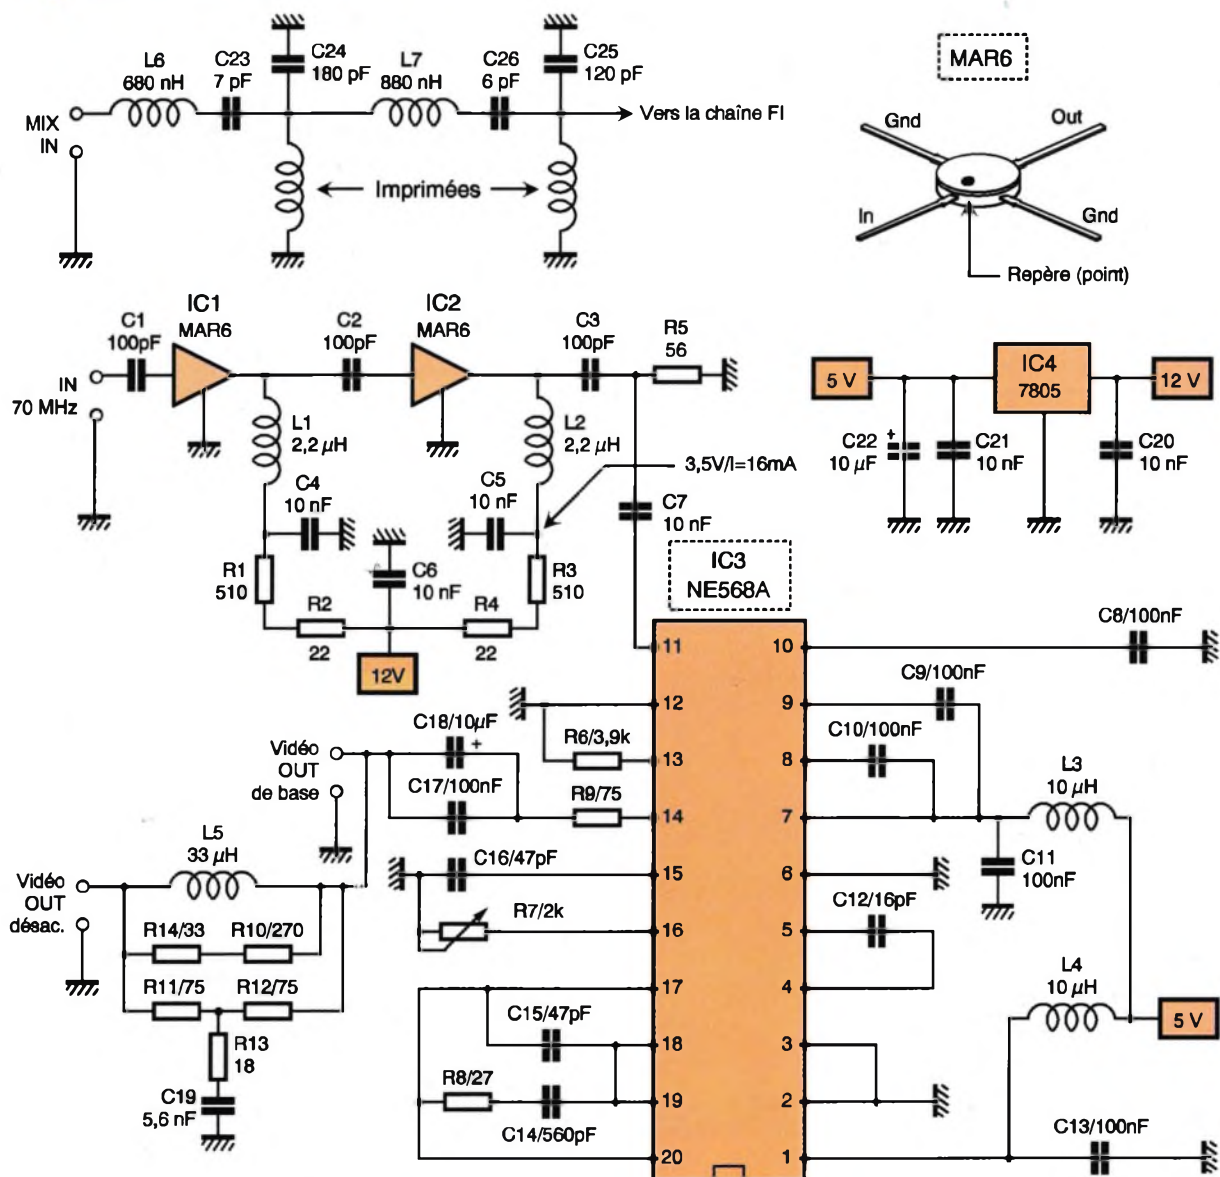 L6
680 nH
C23
7 pF
C24
180 pF
L7
880 nH
C26
6 pF
C25
120 pF
MIX
IN
Vers la chaîne FI
Imprimées
MAR6
Gnd
Out
In
Gnd
Repère (point)
C1
100pF
IC1
MAR6
C2
100pF
IC2
MAR6
C3
100pF
R5
56
IN
70 MHz
L1
2,2 µH
L2
2,2 µH
C4
10 nF
C5
10 nF
3,5V/I=16mA
C7
10 nF
R1
510
R2
22
C6
10 nF
R4
22
R3
510
12V
5 V
IC4
7805
12 V
C22
+
10 µF
C21
10 nF
C20
10 nF
IC3
NE568A
11
12
13
14
15
16
17
18
19
20
10
9
8
7
6
5
4
3
2
1
C8/100nF
C9/100nF
C10/100nF
L3
10 µH
C11
100nF
C12/16pF
L4
10 µH
5 V
C13/100nF
C18/10µF
+
R6/3,9k
C17/100nF
R9/75
C16/47pF
R7/2k
C15/47pF
R8/27
C14/560pF
Vidéo
OUT
de base
L5
33 µH
Vidéo
OUT
désac.
R14/33
R10/270
R11/75
R12/75
R13
18
C19
5,6 nF